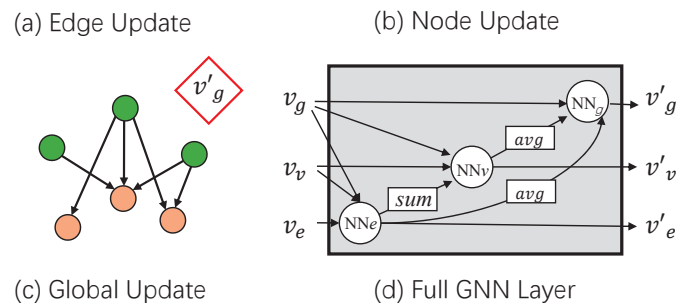 (a) Edge Update
(b) Node Update
v'g
vg
NNg
v'g
avg
vv
NNv
v'v
avg
sum
ve
NNe
v'e
(c) Global Update
(d) Full GNN Layer